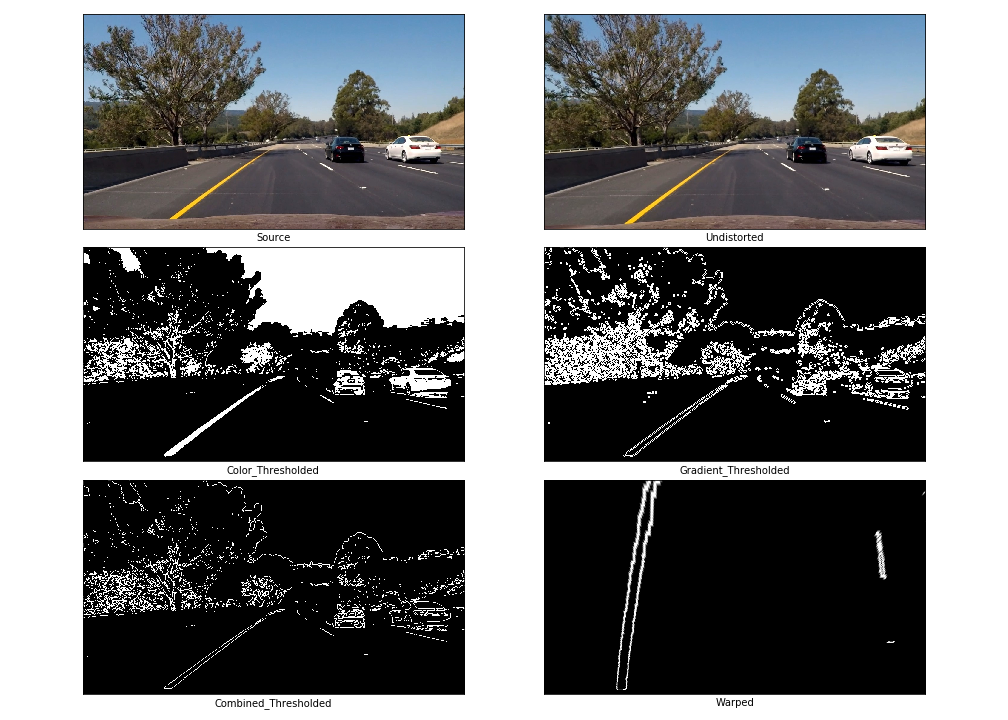 Source
Undistorted
Color_Thresholded
Gradient_Thresholded
Combined_Thresholded
Warped